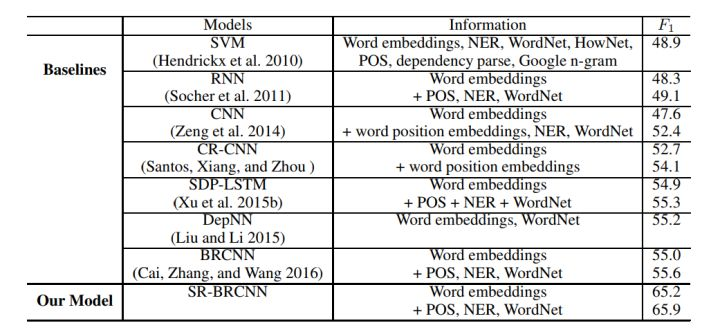 Models Information F1
Baselines
SVM Word embeddings, NER, WordNet, HowNet, 48.9
(Hendrickx et al. 2010) POS, dependency parse, Google n-gram
RNN Word embeddings 48.3
(Socher et al. 2011) + POS, NER, WordNet 49.1
CNN Word embeddings 47.6
(Zeng et al. 2014) + word position embeddings, NER, WordNet 52.4
CR-CNN Word embeddings 52.7
(Santos, Xiang, and Zhou ) + word position embeddings 54.1
SDP-LSTM Word embeddings 54.9
(Xu et al. 2015b) + POS + NER + WordNet 55.3
DepNN Word embeddings, WordNet 55.2
(Liu and Li 2015)
BRCNN Word embeddings 55.0
(Cai, Zhang, and Wang 2016) + POS, NER, WordNet 55.6
Our Model SR-BRCNN Word embeddings 65.2
+ POS, NER, WordNet 65.9